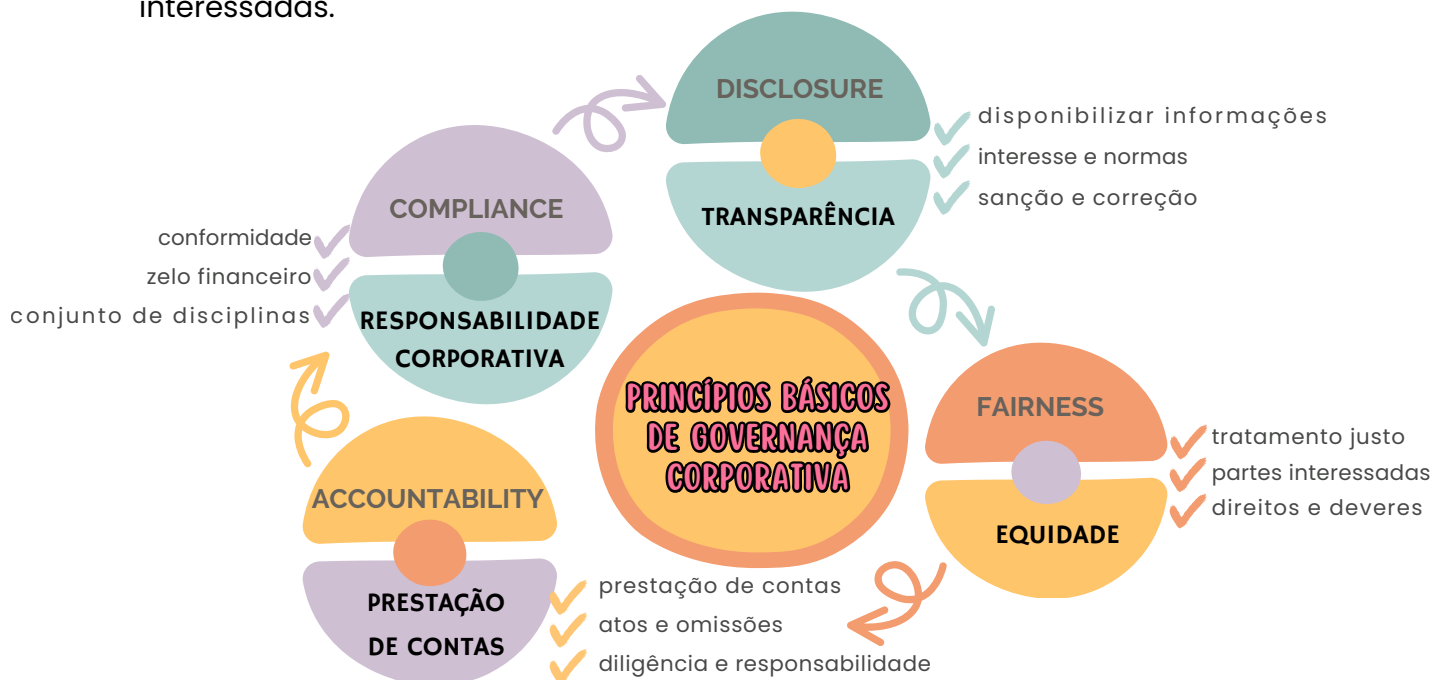 interessadas.
DISCLOSURE
TRANSPARÊNCIA
disponibilizar informações
interesse e normas
sanção e correção
COMPLIANCE
RESPONSABILIDADE
CORPORATIVA
conformidade
zelo financeiro
conjunto de disciplinas
PRINCÍPIOS BÁSICOS
DE GOVERNANÇA
CORPORATIVA
FAIRNESS
EQUIDADE
tratamento justo
partes interessadas
direitos e deveres
ACCOUNTABILITY
PRESTAÇÃO
DE CONTAS
prestação de contas
atos e omissões
diligência e responsabilidade